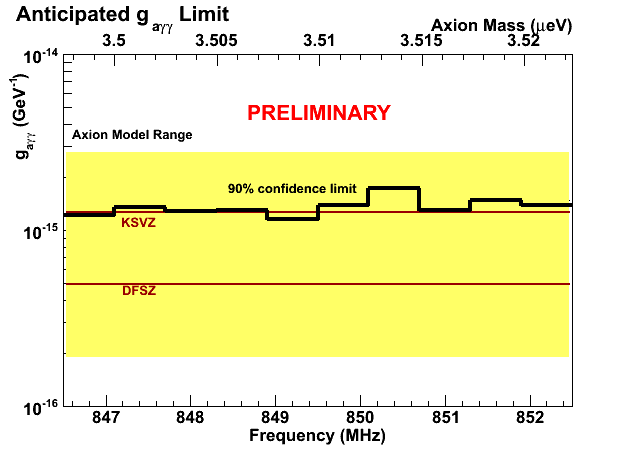 Anticipated g aγγ Limit
Axion Mass (μeV)
3.5 3.505 3.51 3.515 3.52
10-14
PRELIMINARY
Axion Model Range
gaγγ (GeV-1)
90% confidence limit
KSVZ
10-15
DFSZ
10-16
847 848 849 850 851 852
Frequency (MHz)